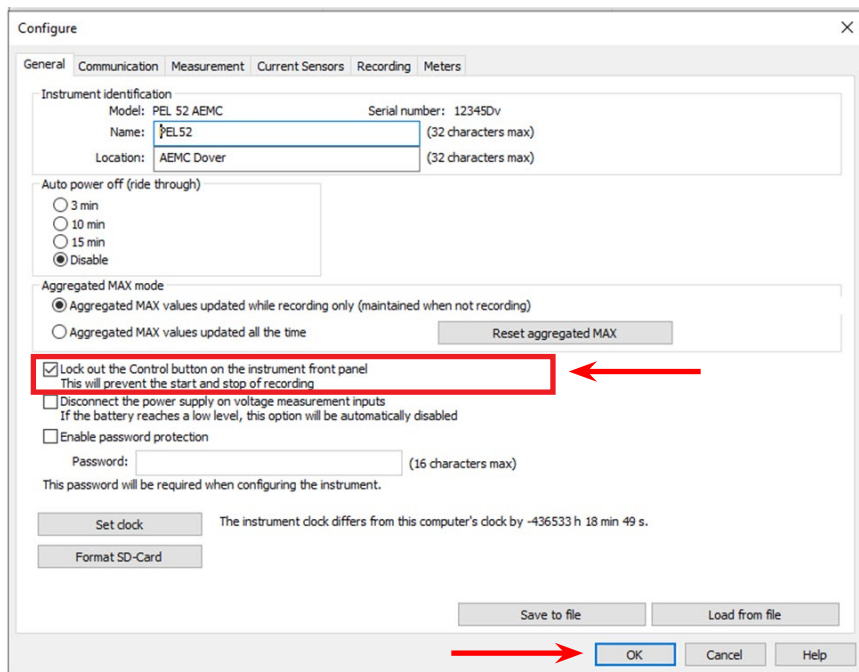 Configure
General Communication Measurement Current Sensors Recording Meters
Instrument identification
Model: PEL 52 AEMC Serial number: 12345Dv
Name: PEL52 (32 characters max)
Location: AEMC Dover (32 characters max)
Auto power off (ride through)
3 min
10 min
15 min
Disable
Aggregated MAX mode
Aggregated MAX values updated while recording only (maintained when not recording)
Aggregated MAX values updated all the time Reset aggregated MAX
Lock out the Control button on the instrument front panel
This will prevent the start and stop of recording
Disconnect the power supply on voltage measurement inputs
If the battery reaches a low level, this option will be automatically disabled
Enable password protection
Password: (16 characters max)
This password will be required when configuring the instrument.
Set clock The instrument clock differs from this computer's clock by -436533 h 18 min 49 s.
Format SD-Card
Save to file Load from file
OK Cancel Help